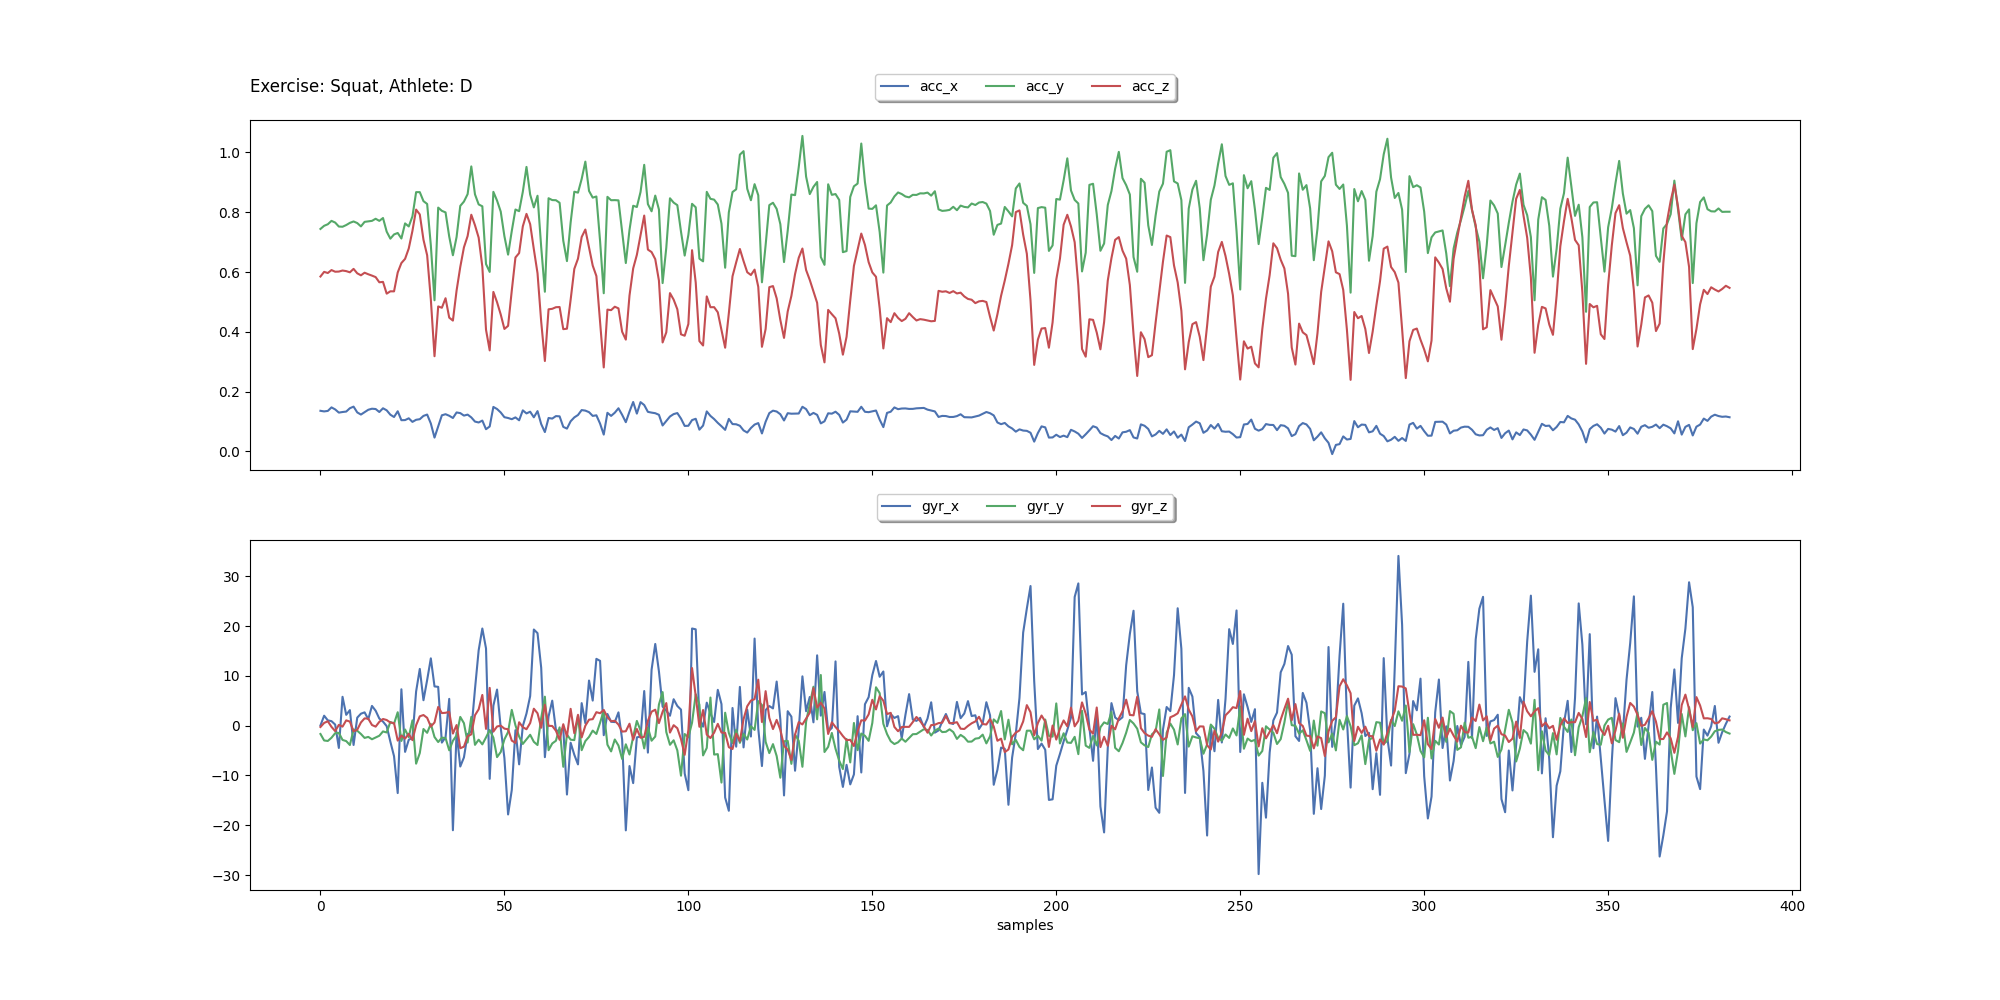 Exercise: Squat, Athlete: D
acc_x acc_y acc_z
1.0
0.8
0.6
0.4
0.2
0.0
gyr_x gyr_y gyr_z
30
20
10
0
−10
−20
−30
0 50 100 150 200 250 300 350 400
samples